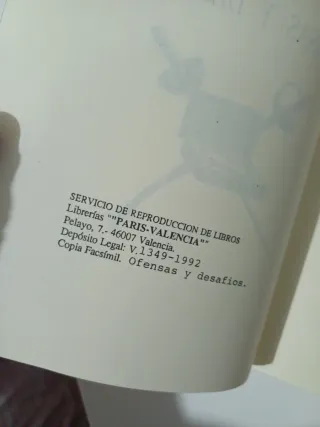 SERVICIO DE REPRODUCCION DE LIBROS
Librerías ""PARIS-VALENCIA""
Pelayo, 7.- 46007 Valencia.
Depósito Legal: V.1349-1992
Copia Facsímil. Ofensas y desafíos.